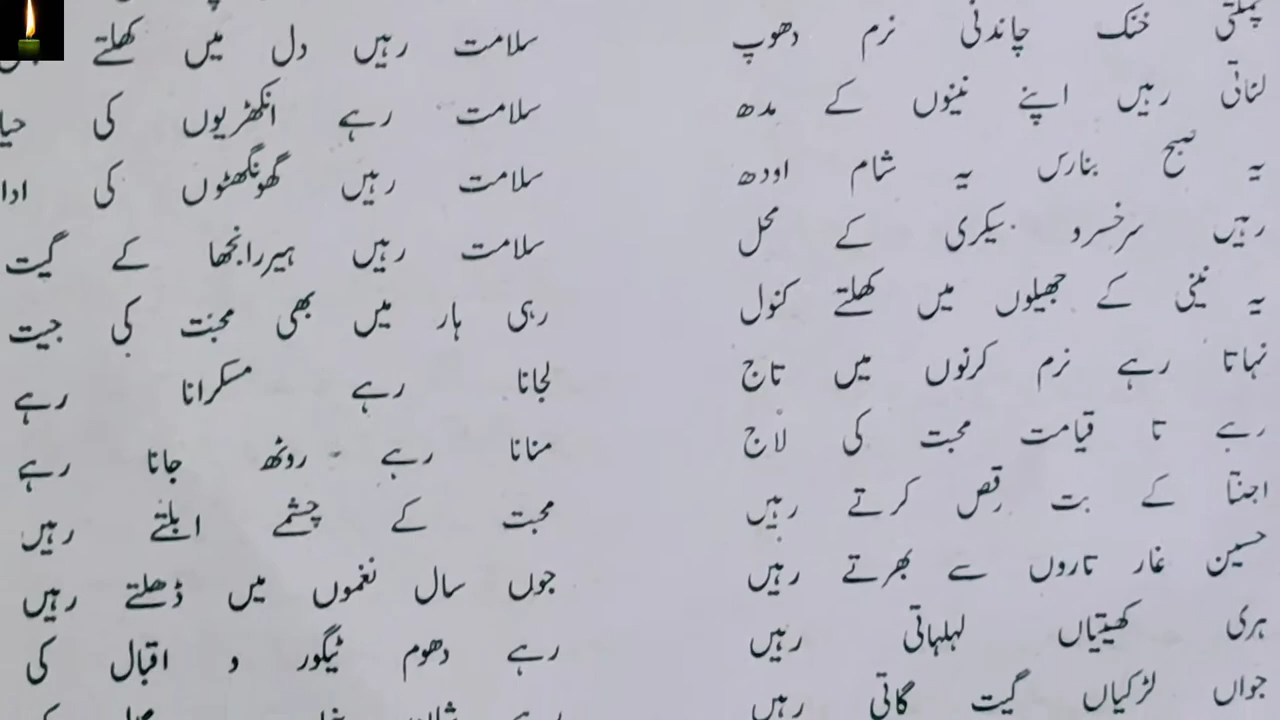 خنک چاندنی نرم دھوپ
لٹاتی رہیں اپنے نینوں کے مدھ
یہ صبح بنارس یہ شام اودھ
رہیں سرخسرو سیکری کے محل
یہ نینی کے جھیلوں میں کھلتے کنول
نہاتا رہے نرم کرنوں میں تاج
رہے تا قیامت محبت کی لاج
اجنتا کے بت رقص کرتے رہیں
حسین غار تاروں سے بھرتے رہیں
ہری کھیتیاں لہلہاتی رہیں
جواں لڑکیاں گیت گاتی رہیں
سلامت رہیں دل میں کھلتے
سلامت رہے انکھڑیوں کی حیا
سلامت رہیں گھونگھٹوں کی ادا
سلامت رہیں ہیررانجھا کے گیت
رہی ہار میں بھی محبت کی جیت
لجانا رہے مسکرانا رہے
منانا رہے روٹھ جانا رہے
محبت کے چشمے ابلتے رہیں
جوں سال نغموں میں ڈھلتے رہیں
رہے دھوم ٹیگور و اقبال کی